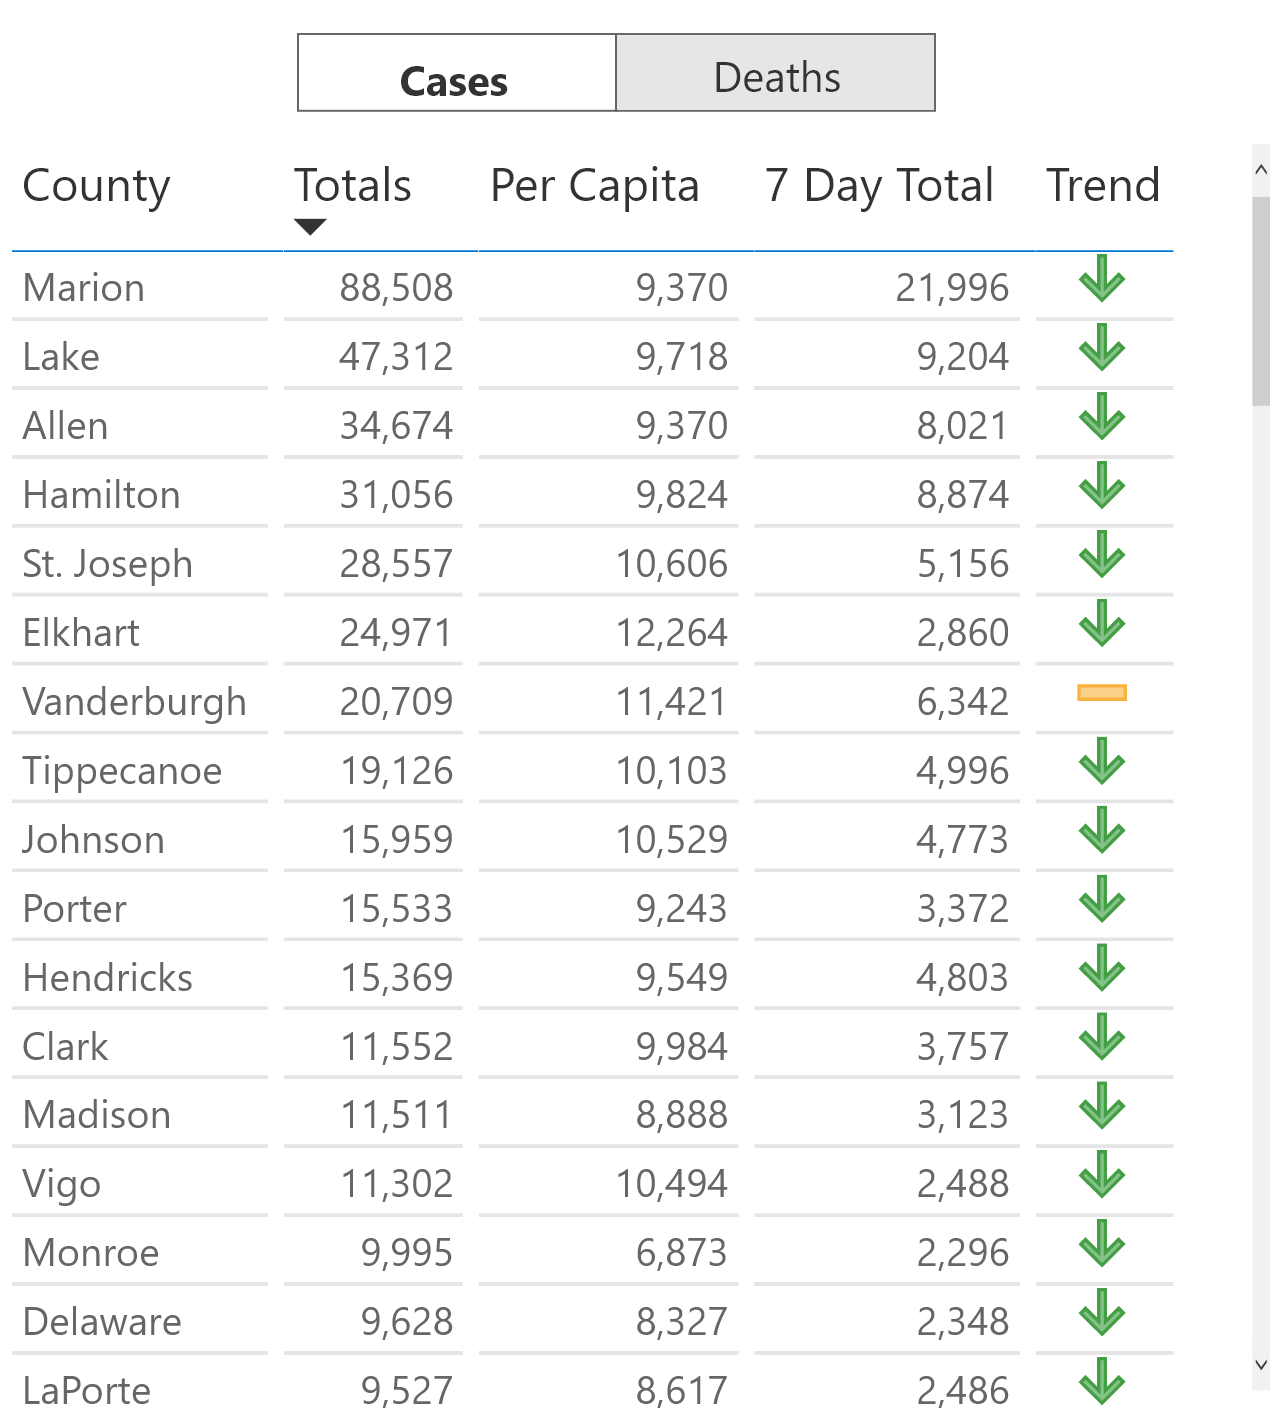 Cases Deaths
County Totals Per Capita 7 Day Total Trend
Marion 88,508 9,370 21,996
Lake 47,312 9,718 9,204
Allen 34,674 9,370 8,021
Hamilton 31,056 9,824 8,874
St. Joseph 28,557 10,606 5,156
Elkhart 24,971 12,264 2,860
Vanderburgh 20,709 11,421 6,342
Tippecanoe 19,126 10,103 4,996
Johnson 15,959 10,529 4,773
Porter 15,533 9,243 3,372
Hendricks 15,369 9,549 4,803
Clark 11,552 9,984 3,757
Madison 11,511 8,888 3,123
Vigo 11,302 10,494 2,488
Monroe 9,995 6,873 2,296
Delaware 9,628 8,327 2,348
LaPorte 9,527 8,617 2,486